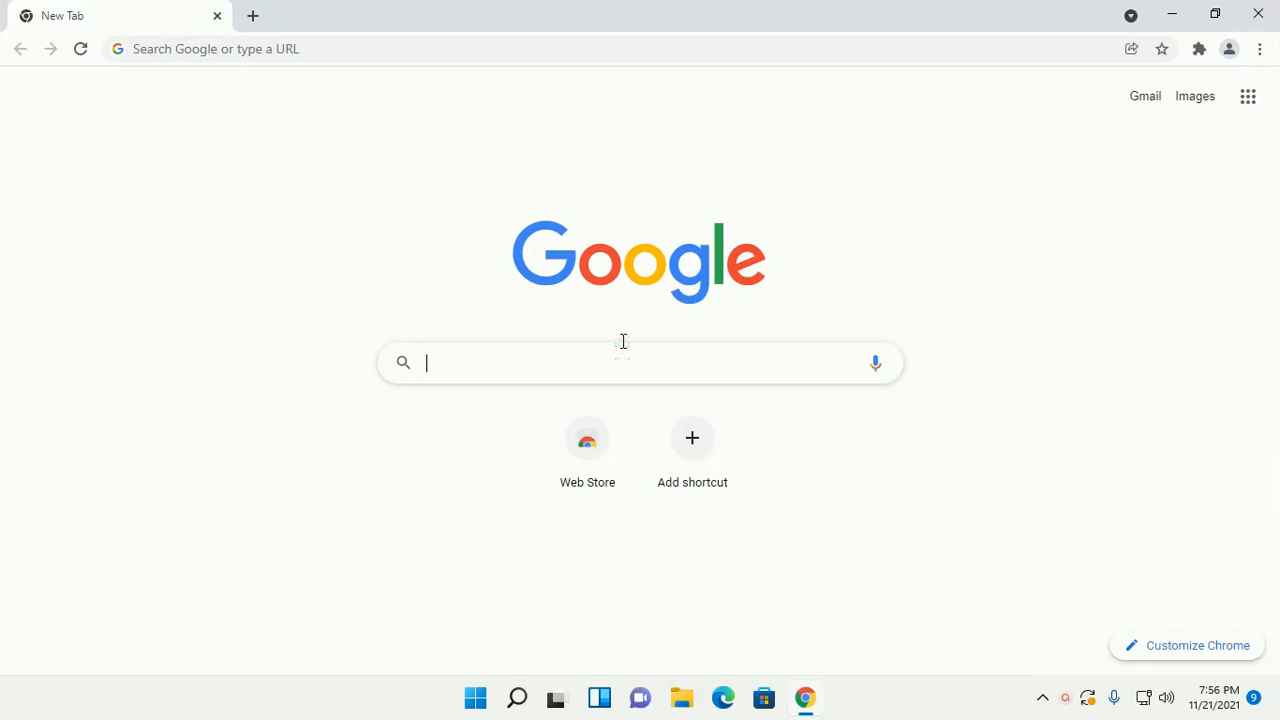 New Tab
Search Google or type a URL
Gmail Images
Google
Web Store Add shortcut
Customize Chrome
7:56 PM
11/21/2021 9